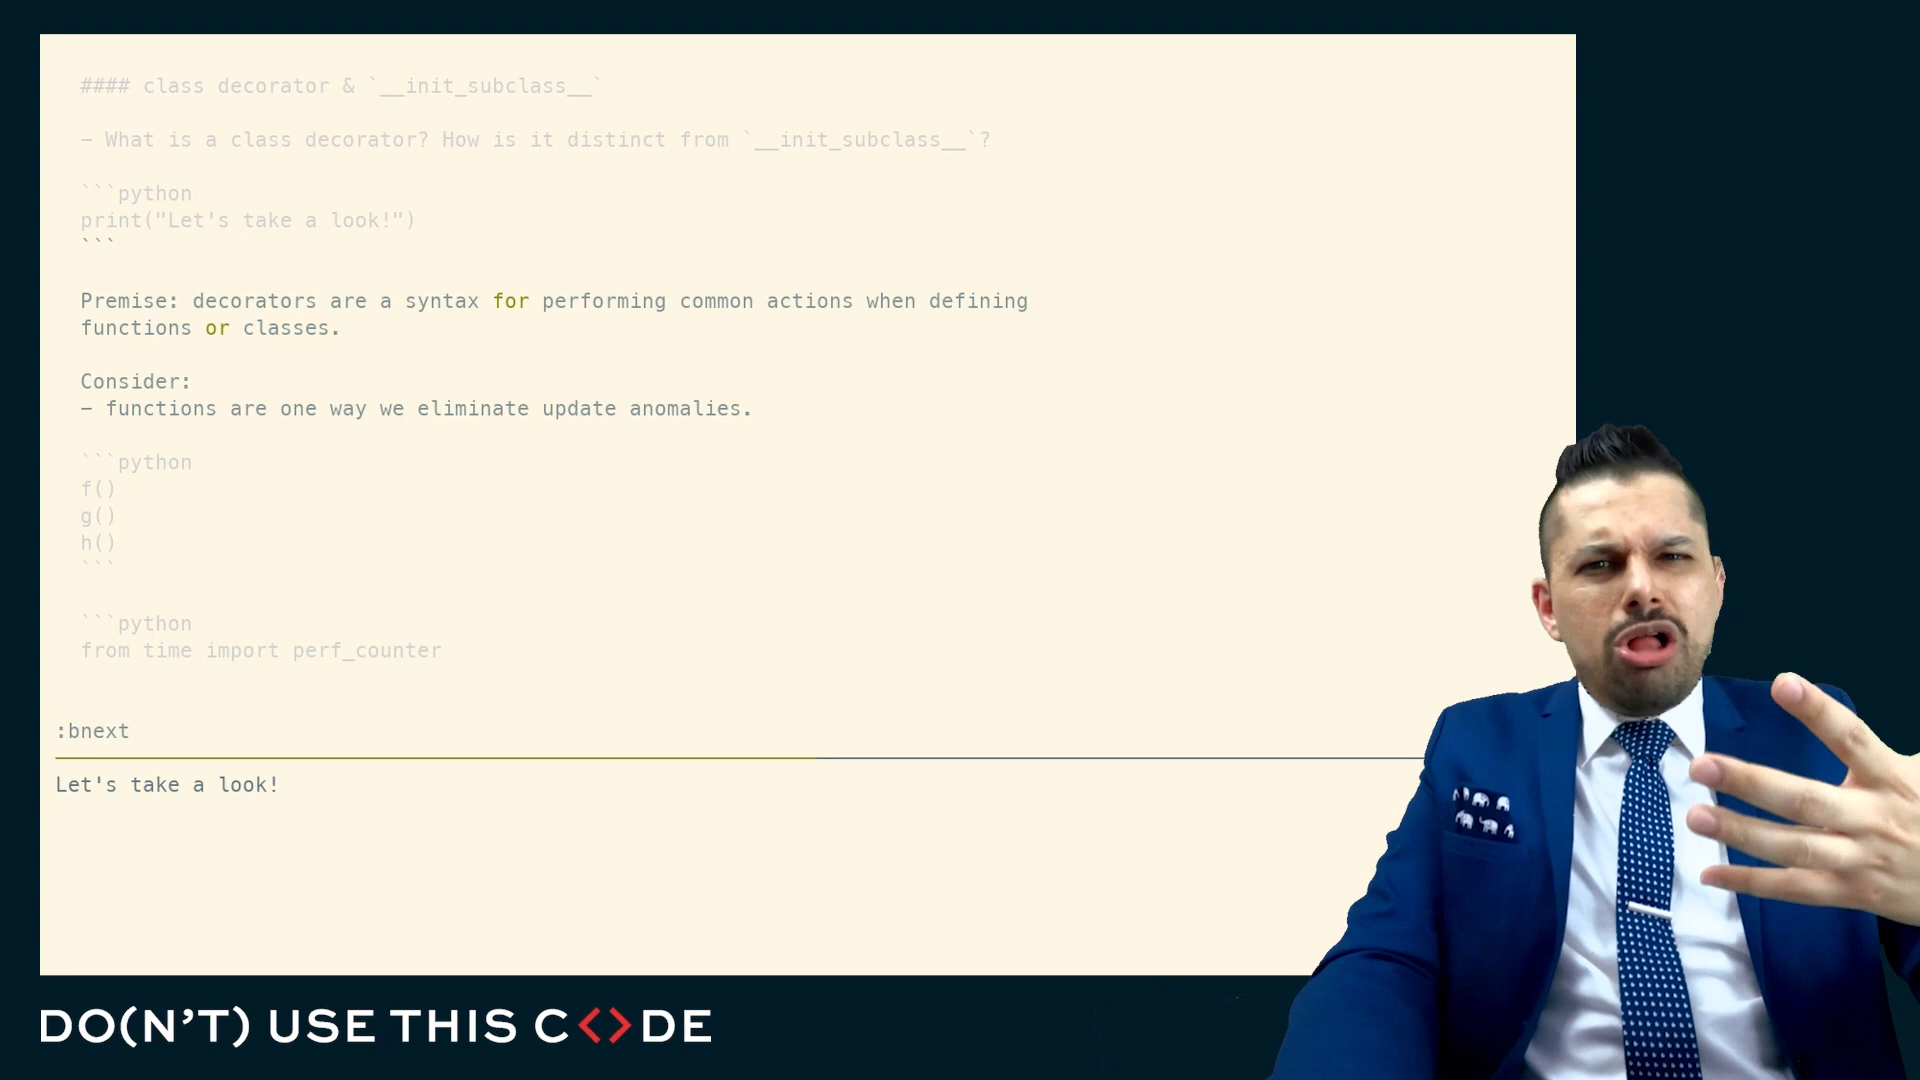 #### class decorator & `__init_subclass__`
– What is a class decorator? How is it distinct from `__init_subclass__`?
```python
print("Let's take a look!")
```
Premise: decorators are a syntax for performing common actions when defining
functions or classes.
Consider:
– functions are one way we eliminate update anomalies.
```python
f()
g()
h()
```
```python
from time import perf_counter
:bnext
Let's take a look!
DO(N’T) USE THIS C<>DE